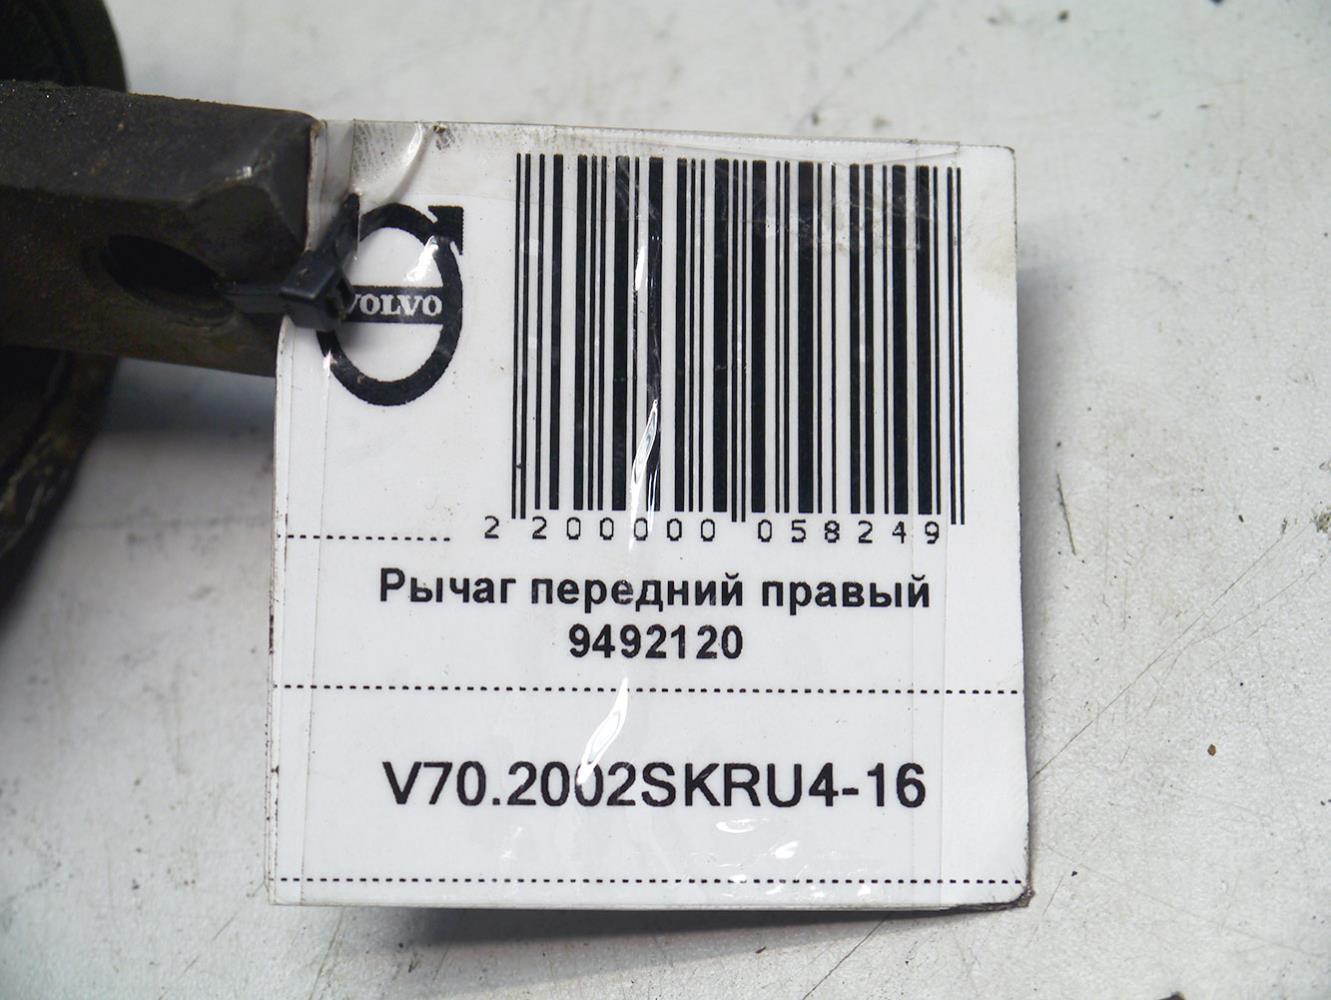 VOLVO
2 200000 058249
Рычаг передний правый
9492120
V70.2002SKRU4-16